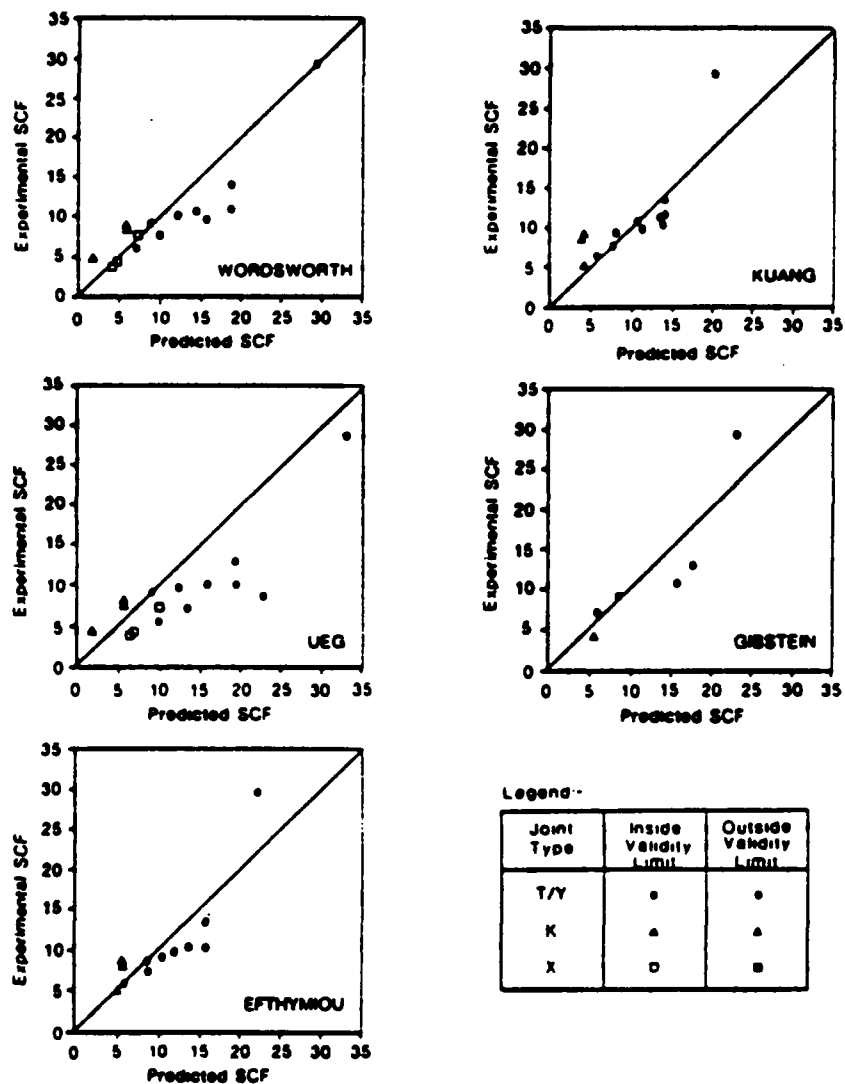 35
30
25
20
15
10
5
0
Experimental SCF
WORDSWORTH
0 5 10 15 20 25 30 35
Predicted SCF
35
30
25
20
15
10
5
0
Experimental SCF
KUANG
0 5 10 15 20 25 30 35
Predicted SCF
35
30
25
20
15
10
5
0
Experimental SCF
UEG
0 5 10 15 20 25 30 35
Predicted SCF
35
30
25
20
15
10
5
0
Experimental SCF
GIBSTEIN
0 5 10 15 20 25 30 35
Predicted SCF
35
30
25
20
15
10
5
0
Experimental SCF
EFTHYMIOU
0 5 10 15 20 25 30 35
Predicted SCF
Legend:-
Joint Type
Inside Validity Limit
Outside Validity Limit
T/Y
K
X